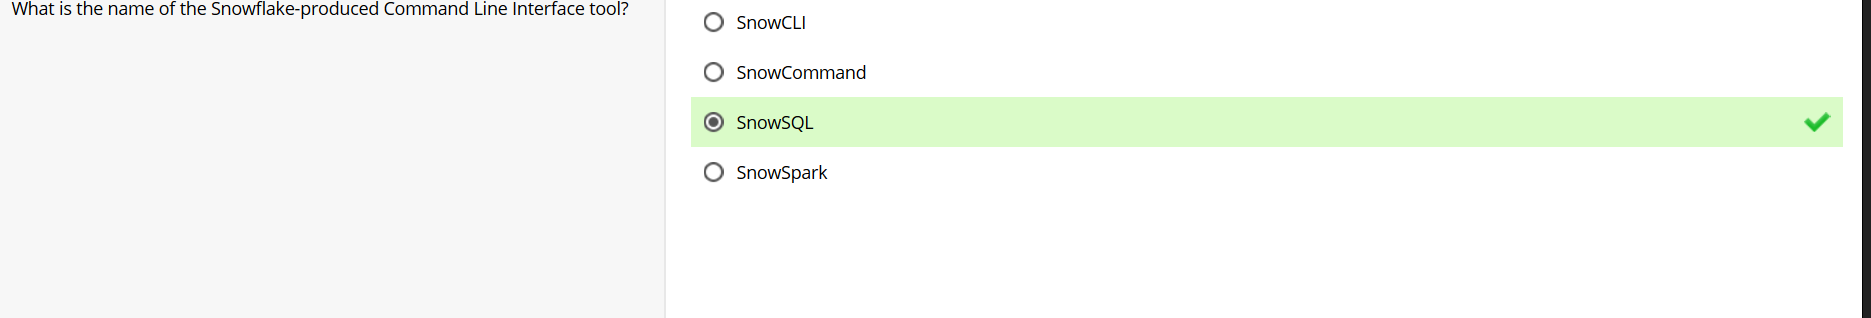 What is the name of the Snowflake-produced Command Line Interface tool?
SnowCLI
SnowCommand
SnowSQL
SnowSpark